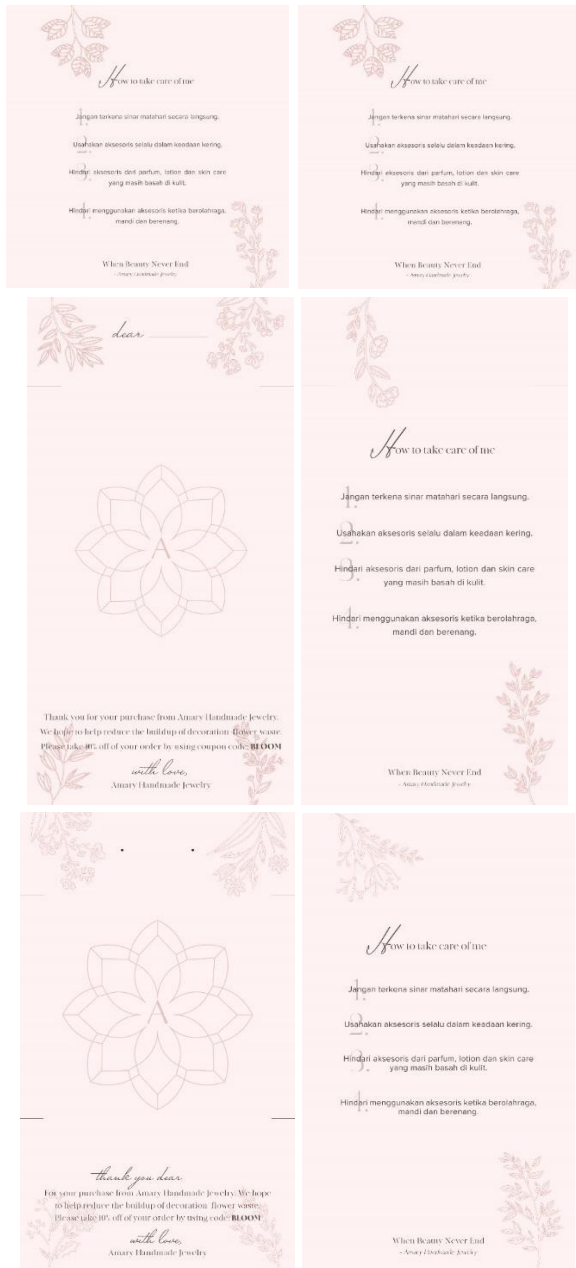 How to take care of me
1.
Jangan terkena sinar matahari secara langsung.
2.
Usahakan aksesoris selalu dalam keadaan kering.
3.
Hindari aksesoris dari parfum, lotion dan skin care
yang masih basah di kulit.
4.
Hindari menggunakan aksesoris ketika berolahraga,
mandi dan berenang.
When Beauty Never End
- Amary Handmade Jewelry
How to take care of me
1.
Jangan terkena sinar matahari secara langsung.
2.
Usahakan aksesoris selalu dalam keadaan kering.
3.
Hindari aksesoris dari parfum, lotion dan skin care
yang masih basah di kulit.
4.
Hindari menggunakan aksesoris ketika berolahraga,
mandi dan berenang.
When Beauty Never End
- Amary Handmade Jewelry
dear
A
Thank you for your purchase from Amary Handmade Jewelry.
We hope to help reduce the buildup of decoration flower waste.
Please take 10% off of your order by using coupon code: BLOOM
with love,
Amary Handmade Jewelry
How to take care of me
1.
Jangan terkena sinar matahari secara langsung.
2.
Usahakan aksesoris selalu dalam keadaan kering.
3.
Hindari aksesoris dari parfum, lotion dan skin care
yang masih basah di kulit.
4.
Hindari menggunakan aksesoris ketika berolahraga,
mandi dan berenang.
When Beauty Never End
- Amary Handmade Jewelry
A
thank you dear
For your purchase from Amary Handmade Jewelry. We hope
to help reduce the buildup of decoration flower waste.
Please take 10% off of your order by using code: BLOOM
with love,
Amary Handmade Jewelry
How to take care of me
1.
Jangan terkena sinar matahari secara langsung.
2.
Usahakan aksesoris selalu dalam keadaan kering.
3.
Hindari aksesoris dari parfum, lotion dan skin care
yang masih basah di kulit.
4.
Hindari menggunakan aksesoris ketika berolahraga,
mandi dan berenang.
When Beauty Never End
- Amary Handmade Jewelry